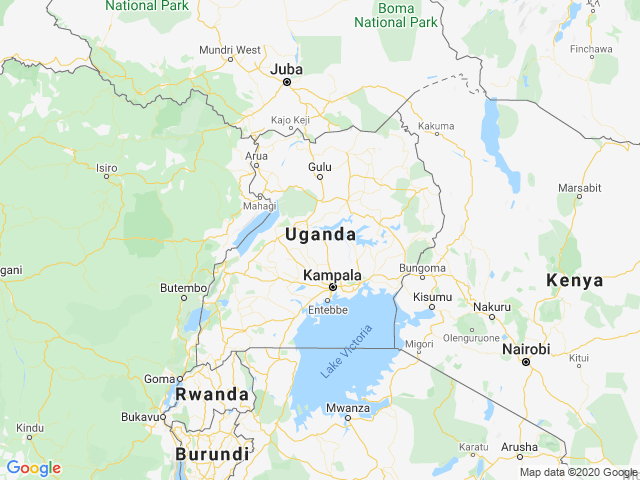 National Park
Boma
National Park
Finchawa
Mundri West
Juba
Kajo Keji
Kakuma
Arua
Gulu
Isiro
Marsabit
Mahagi
Uganda
gani
Kampala
Bungoma
Kenya
Butembo
Entebbe
Kisumu
Nakuru
Lake Victoria
Olenguruone
Migori
Nairobi
Kitui
Goma
Rwanda
Mwanza
Bukavu
Kindu
Burundi
Karatu
Arusha
Google
Map data ©2020 Google